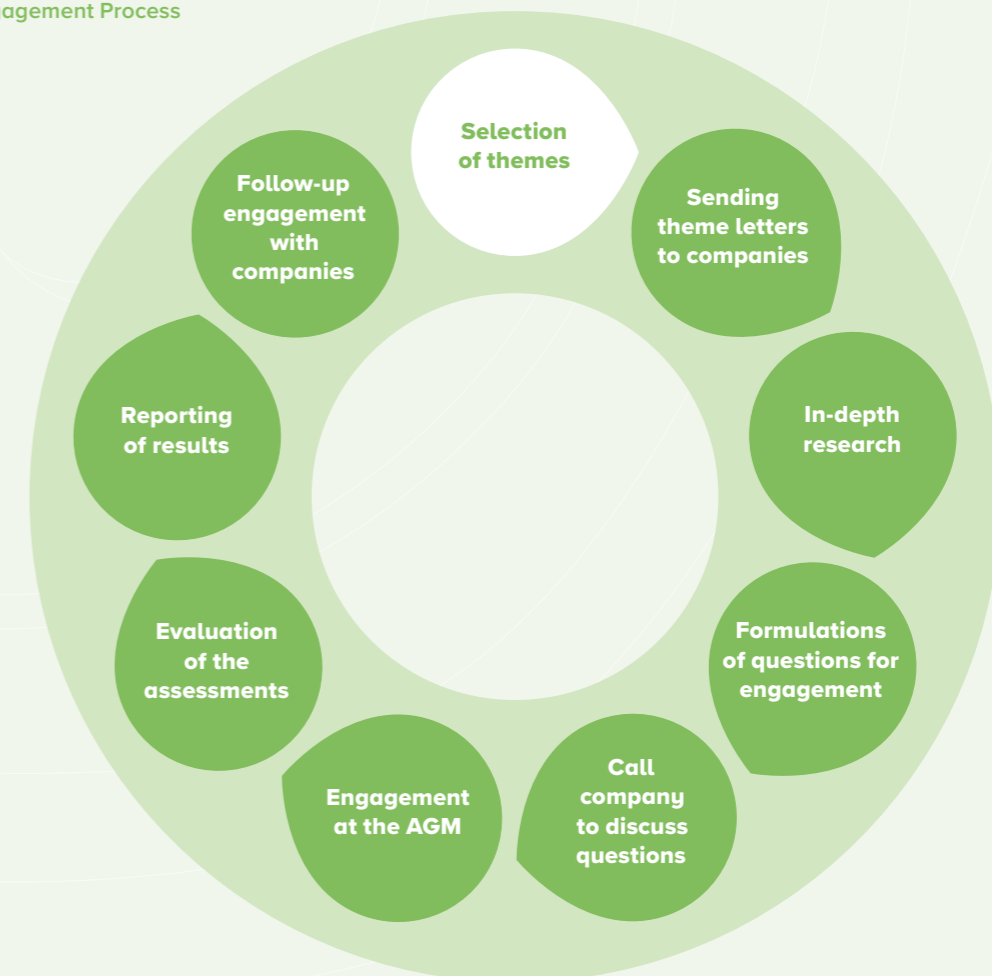 agement Process
Selection
of themes
Sending
theme letters
to companies
In-depth
research
Formulations
of questions for
engagement
Call
company
to discuss
questions
Engagement
at the AGM
Evaluation
of the
assessments
Reporting
of results
Follow-up
engagement
with
companies